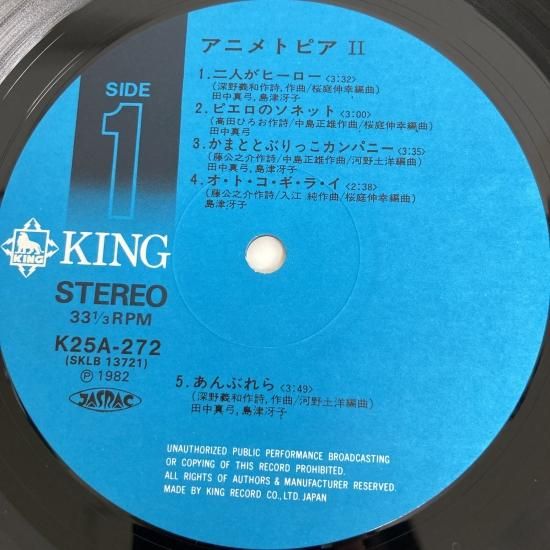 アニメトピア II
SIDE
1
1.二人がヒーロー<3:32>
(深野義和作詩,作曲/桜庭伸幸編曲)
田中真弓,島津冴子
2.ピエロのソネット<3:00>
(高田ひろお作詩/中島正雄作曲/桜庭伸幸編曲)
田中真弓
3.かまととぶりっこカンパニー<3:35>
(藤公之介作詩/中島正雄作曲/河野土洋編曲)
田中真弓,島津冴子
4.オ・ト・コ・ギ・ラ・イ<2:38>
(藤公之介作詩/入江 純作曲/桜庭伸幸編曲)
島津冴子
KING
KING
STEREO
33 1/3 RPM
K25A-272
(SKLB 13721)
Ⓟ 1982
JASRAC
5.あんぶれら<3:49>
(深野義和作詩,作曲/河野土洋編曲)
田中真弓,島津冴子
UNAUTHORIZED PUBLIC PERFORMANCE BROADCASTING
OR COPYING OF THIS RECORD PROHIBITED.
ALL RIGHTS OF AUTHORS & MANUFACTURER RESERVED.
MADE BY KING RECORD CO., LTD. JAPAN